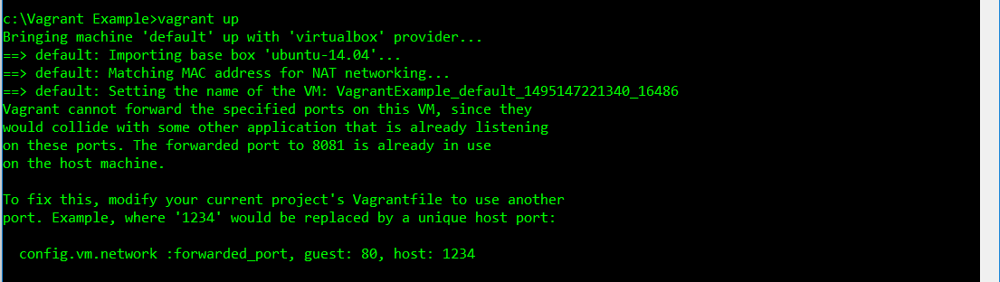 c:\Vagrant Example>vagrant up
Bringing machine 'default' up with 'virtualbox' provider...
==> default: Importing base box 'ubuntu-14.04'...
==> default: Matching MAC address for NAT networking...
==> default: Setting the name of the VM: VagrantExample_default_1495147221340_16486
Vagrant cannot forward the specified ports on this VM, since they
would collide with some other application that is already listening
on these ports. The forwarded port to 8081 is already in use
on the host machine.
To fix this, modify your current project's Vagrantfile to use another
port. Example, where '1234' would be replaced by a unique host port:
config.vm.network :forwarded_port, guest: 80, host: 1234